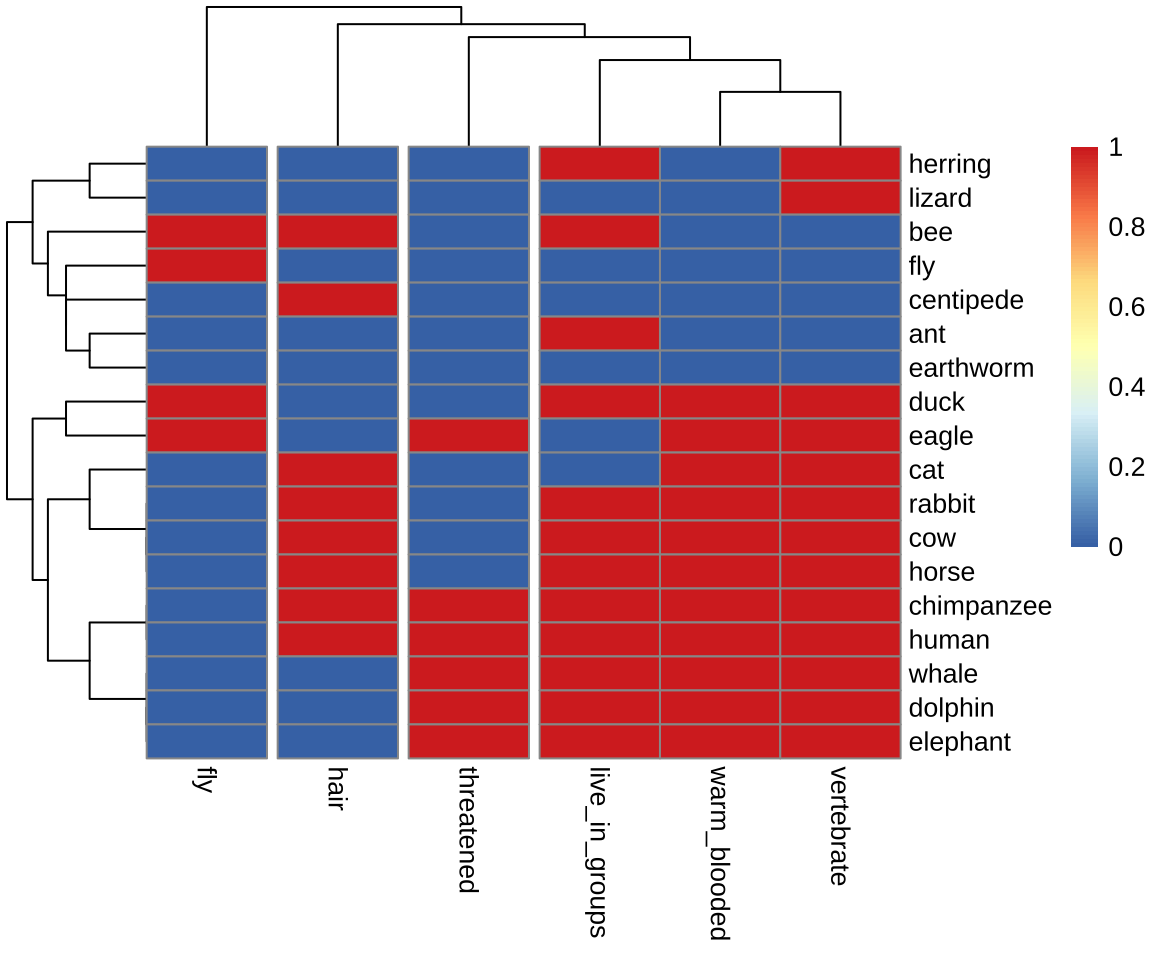 herring
lizard
bee
fly
centipede
ant
earthworm
duck
eagle
cat
rabbit
cow
horse
chimpanzee
human
whale
dolphin
elephant
1
0.8
0.6
0.4
0.2
0
fly
hair
threatened
live_in_groups
warm_blooded
vertebrate